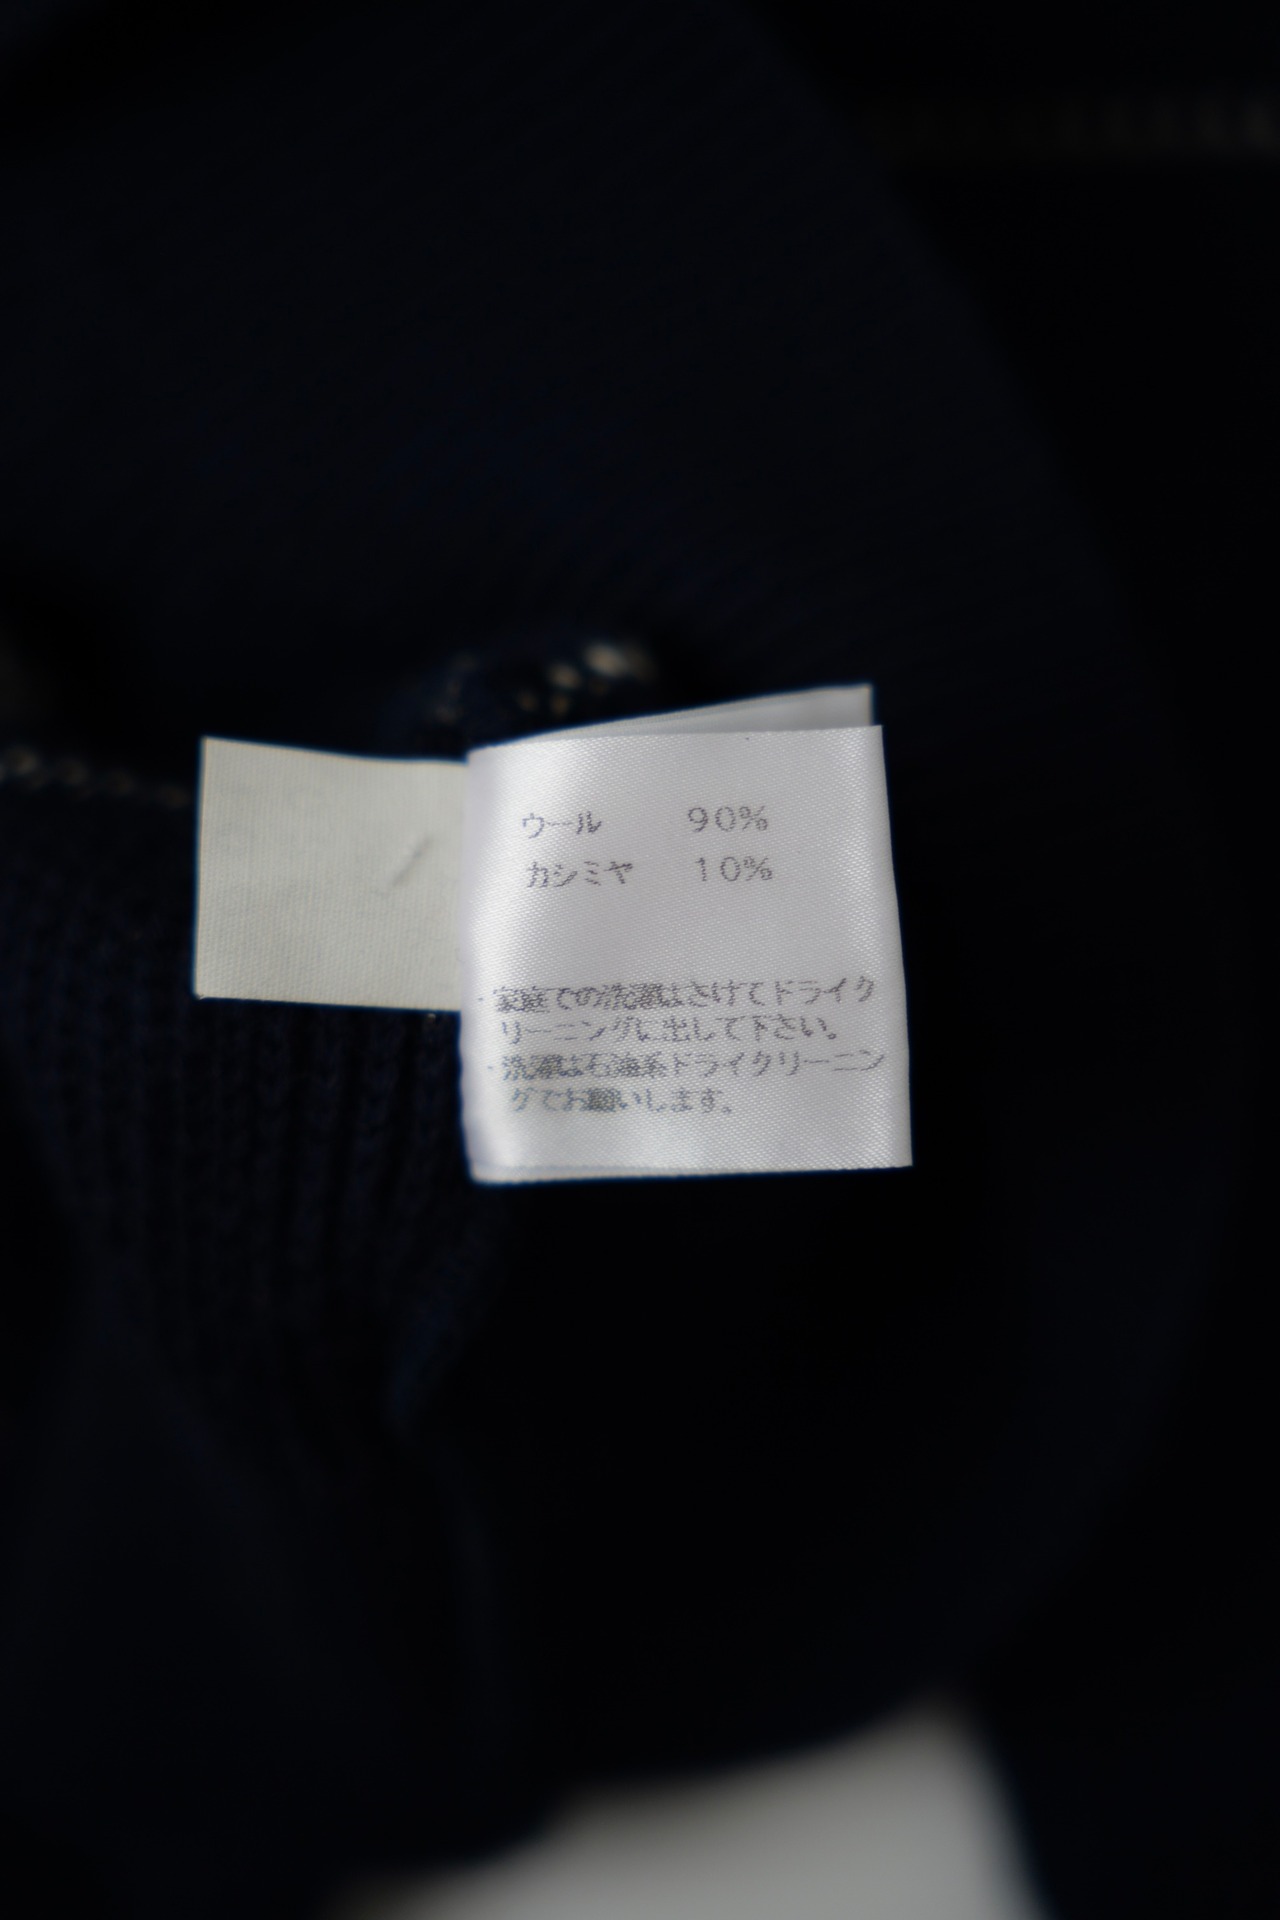 ウール 90%
カシミヤ 10%
・家庭での洗濯はさけてドライク
リーニングに出して下さい。
・洗濯は石油系ドライクリーニン
グでお願いします。